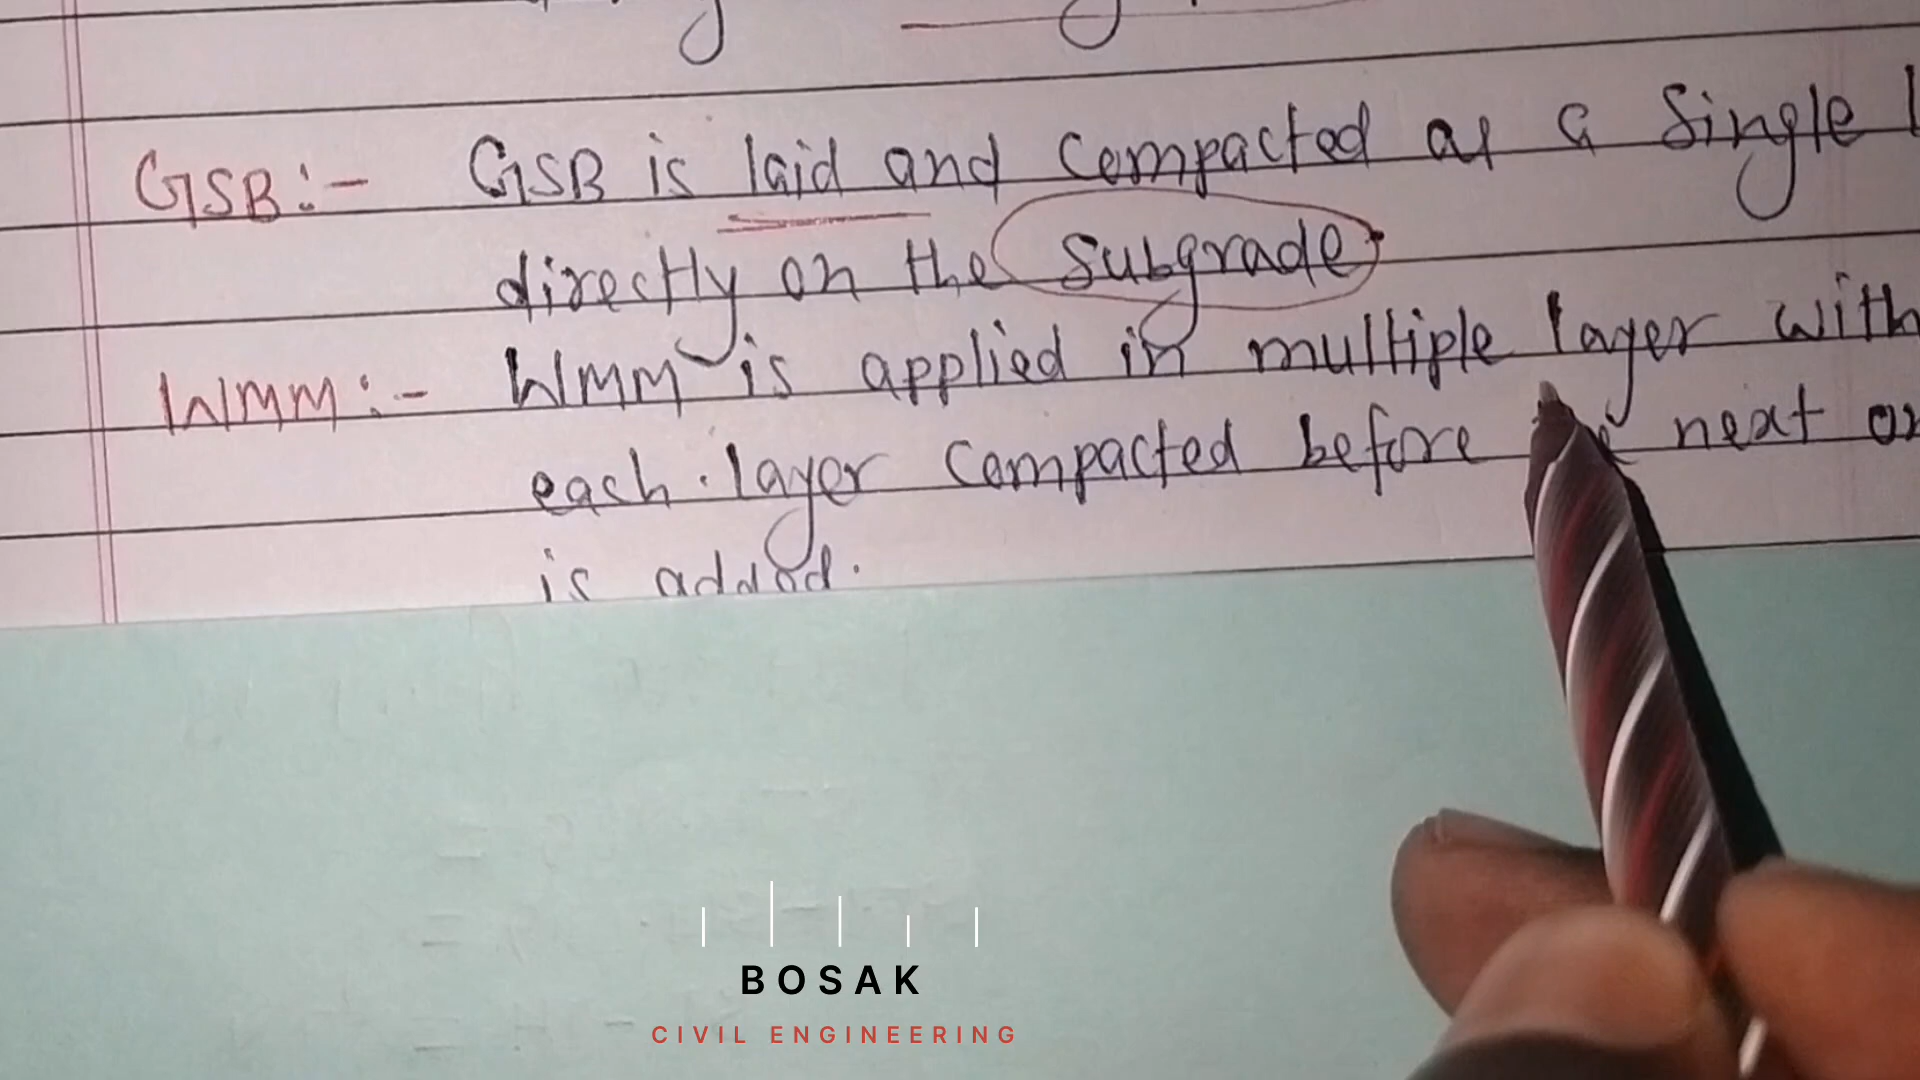 GSB:- GSB is laid and Compacted as a Single
directly on the Subgrade.
WMM:- WMM is applied in multiple layer with
each layer Compacted before next
is added.
BOSAK
CIVIL ENGINEERING